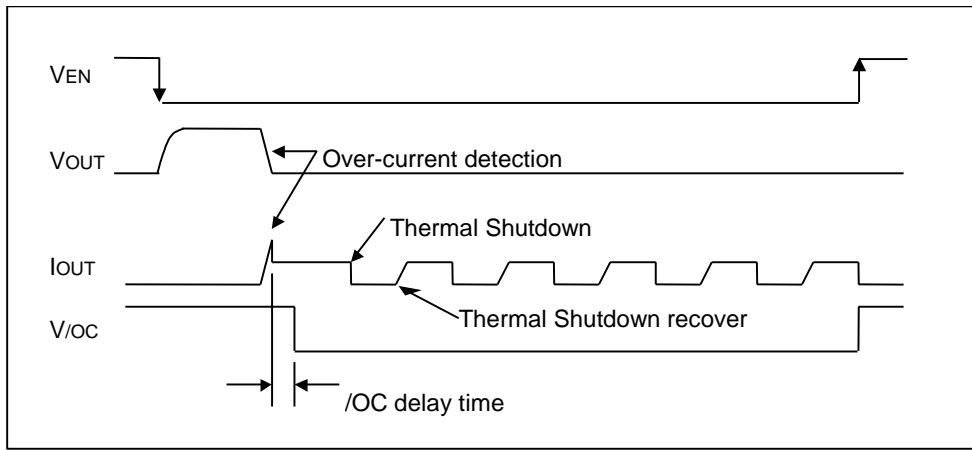 VEN
VOUT
Over-current detection
Thermal Shutdown
IOUT
Thermal Shutdown recover
V/OC
/OC delay time